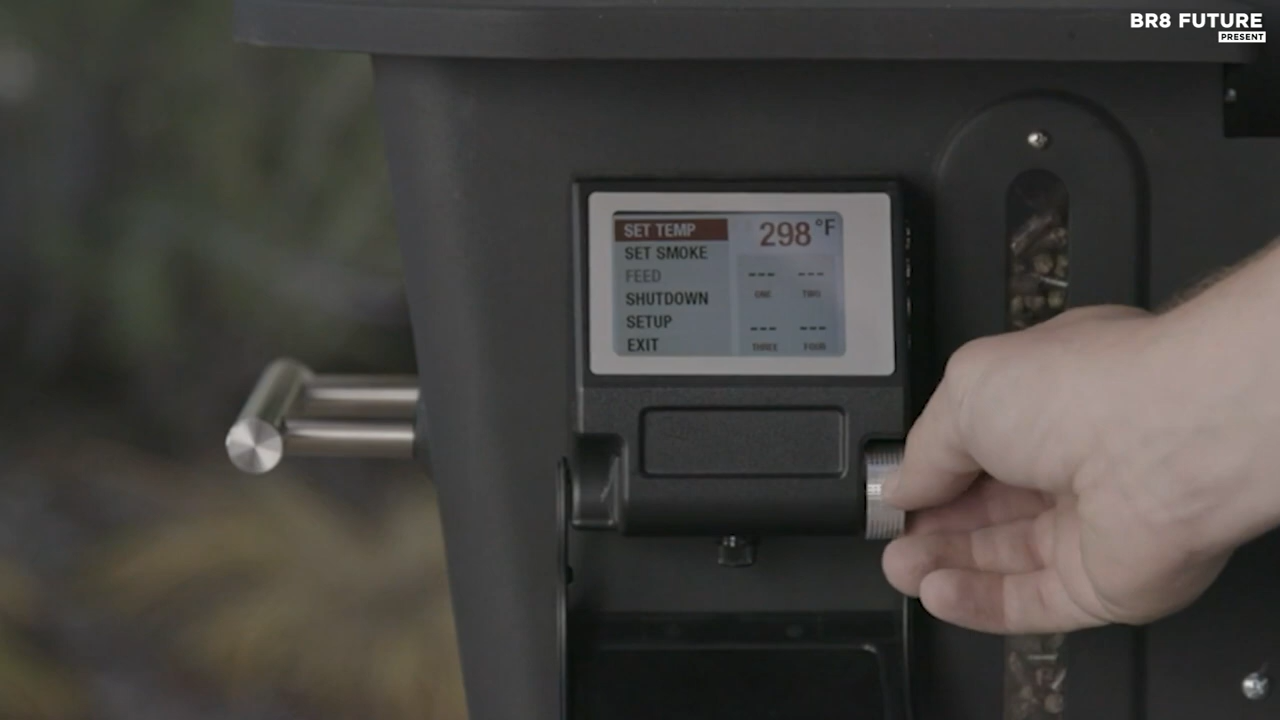 BR8 FUTURE
PRESENT
SET TEMP
298°F
SET SMOKE
FEED
--- ---
SHUTDOWN
ONE TWO
SETUP
--- ---
EXIT
THREE FOUR